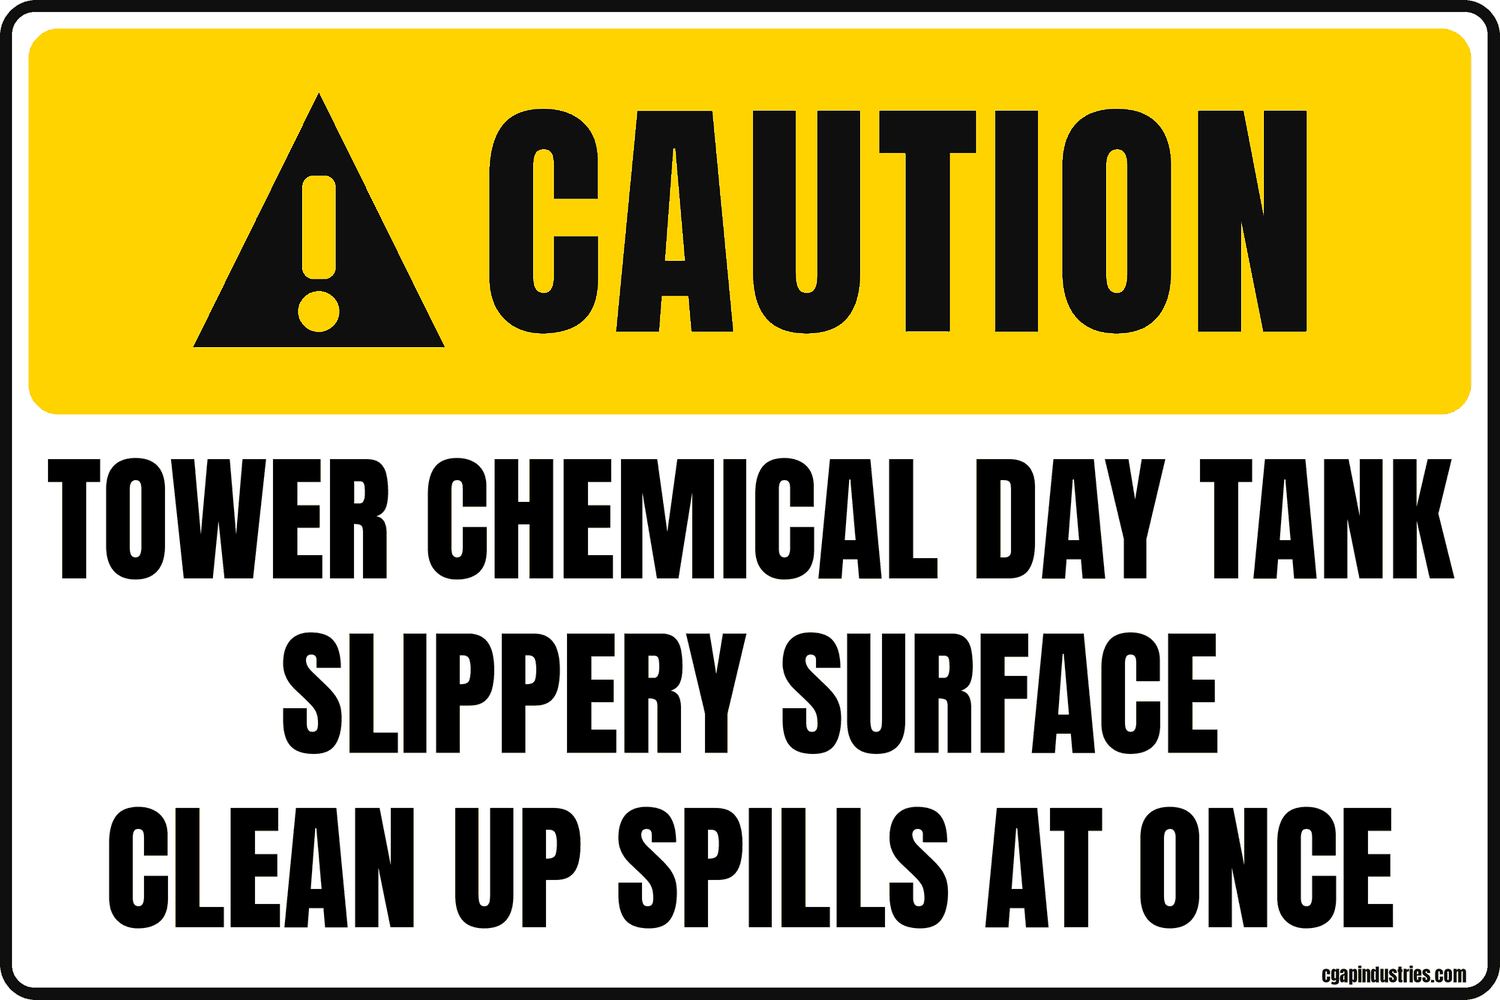 CAUTION
TOWER CHEMICAL DAY TANK
SLIPPERY SURFACE
CLEAN UP SPILLS AT ONCE
cgapindustries.com